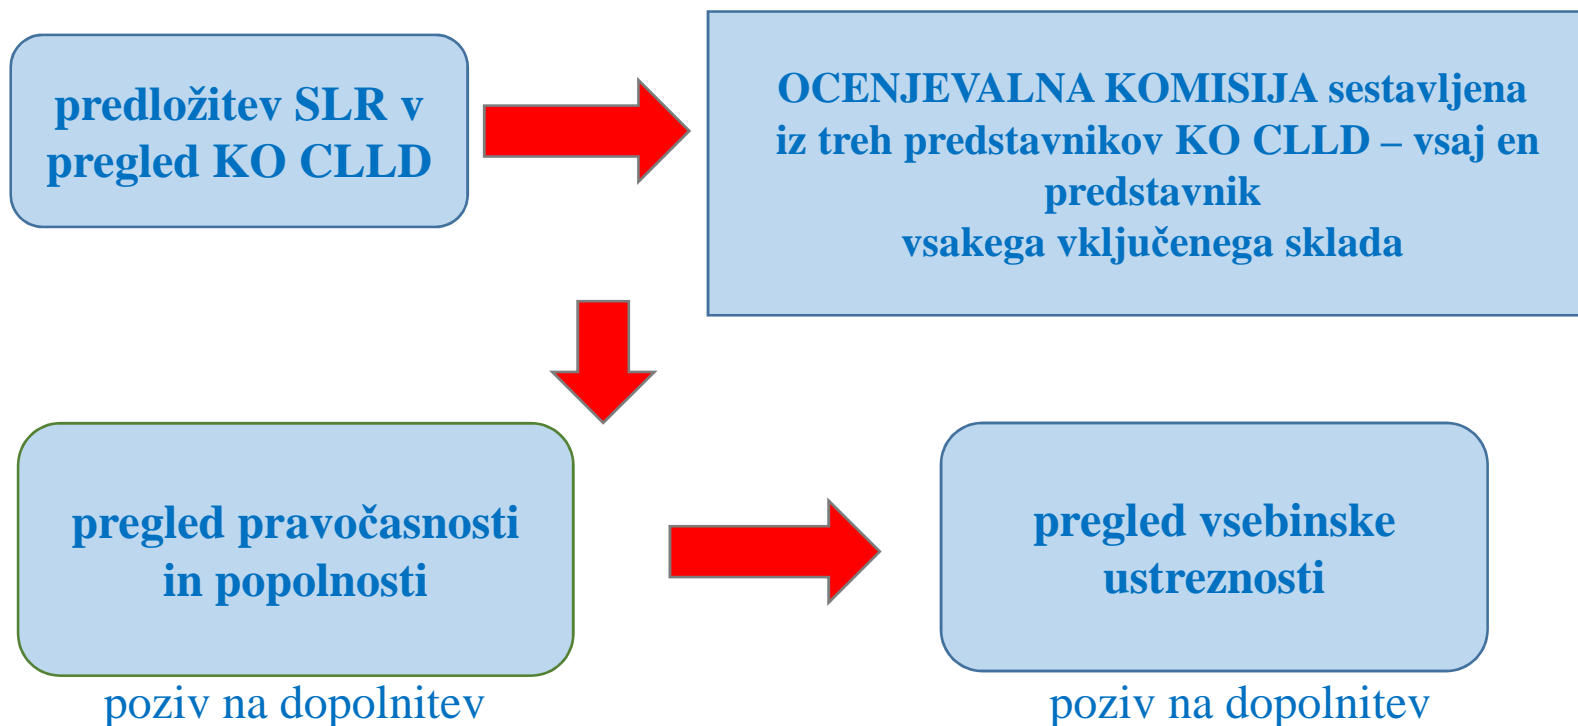 predložitev SLR v
pregled KO CLLD
OCENJEVALNA KOMISIJA sestavljena
iz treh predstavnikov KO CLLD – vsaj en
predstavnik
vsakega vključenega sklada
pregled pravočasnosti
in popolnosti
poziv na dopolnitev
pregled vsebinske
ustreznosti
poziv na dopolnitev